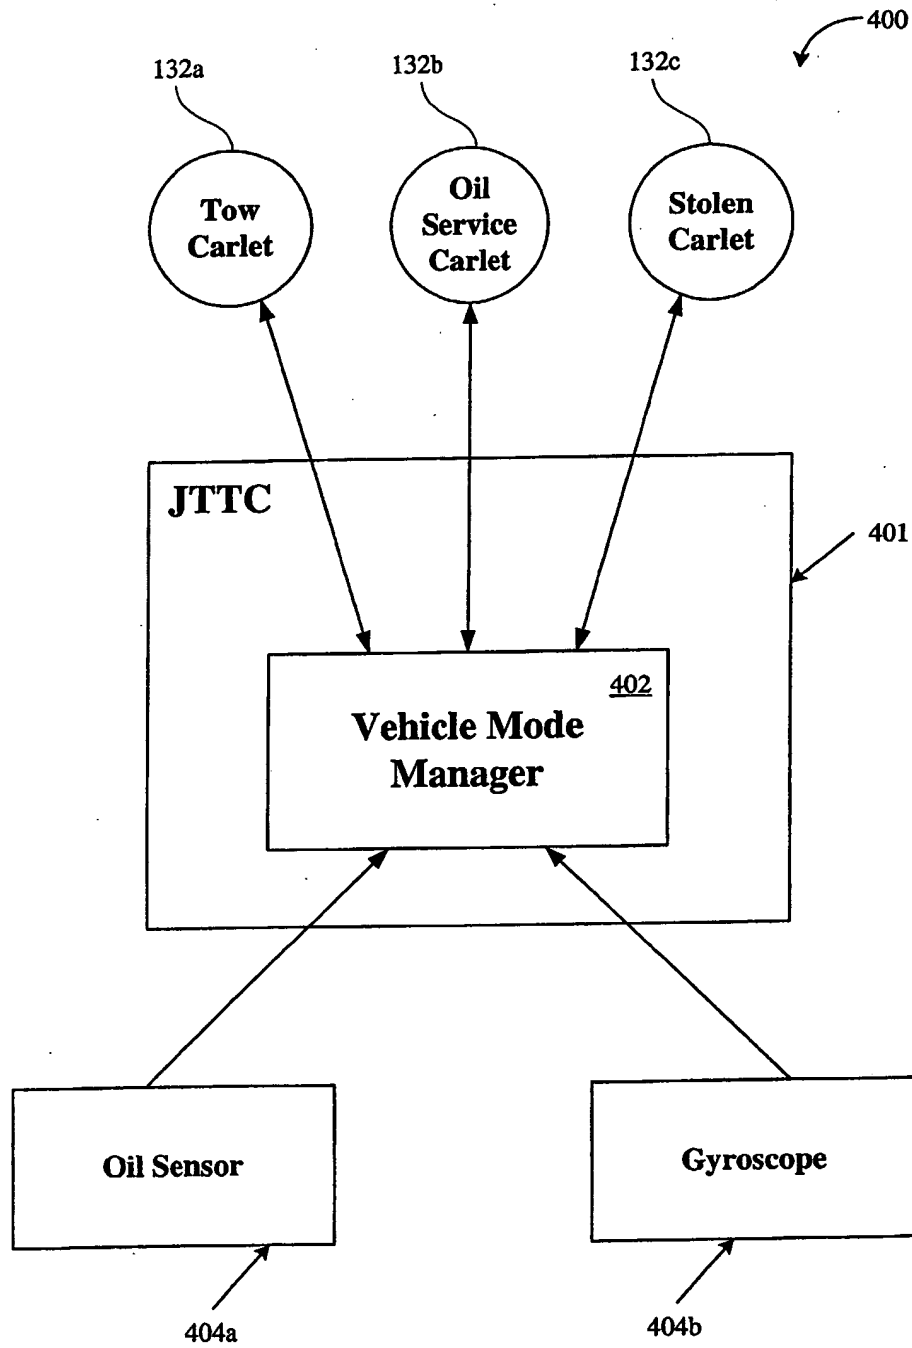 400
132a
132b
132c
Tow
Carlet
Oil
Service
Carlet
Stolen
Carlet
JTTC
401
402
Vehicle Mode
Manager
Oil Sensor
Gyroscope
404a
404b